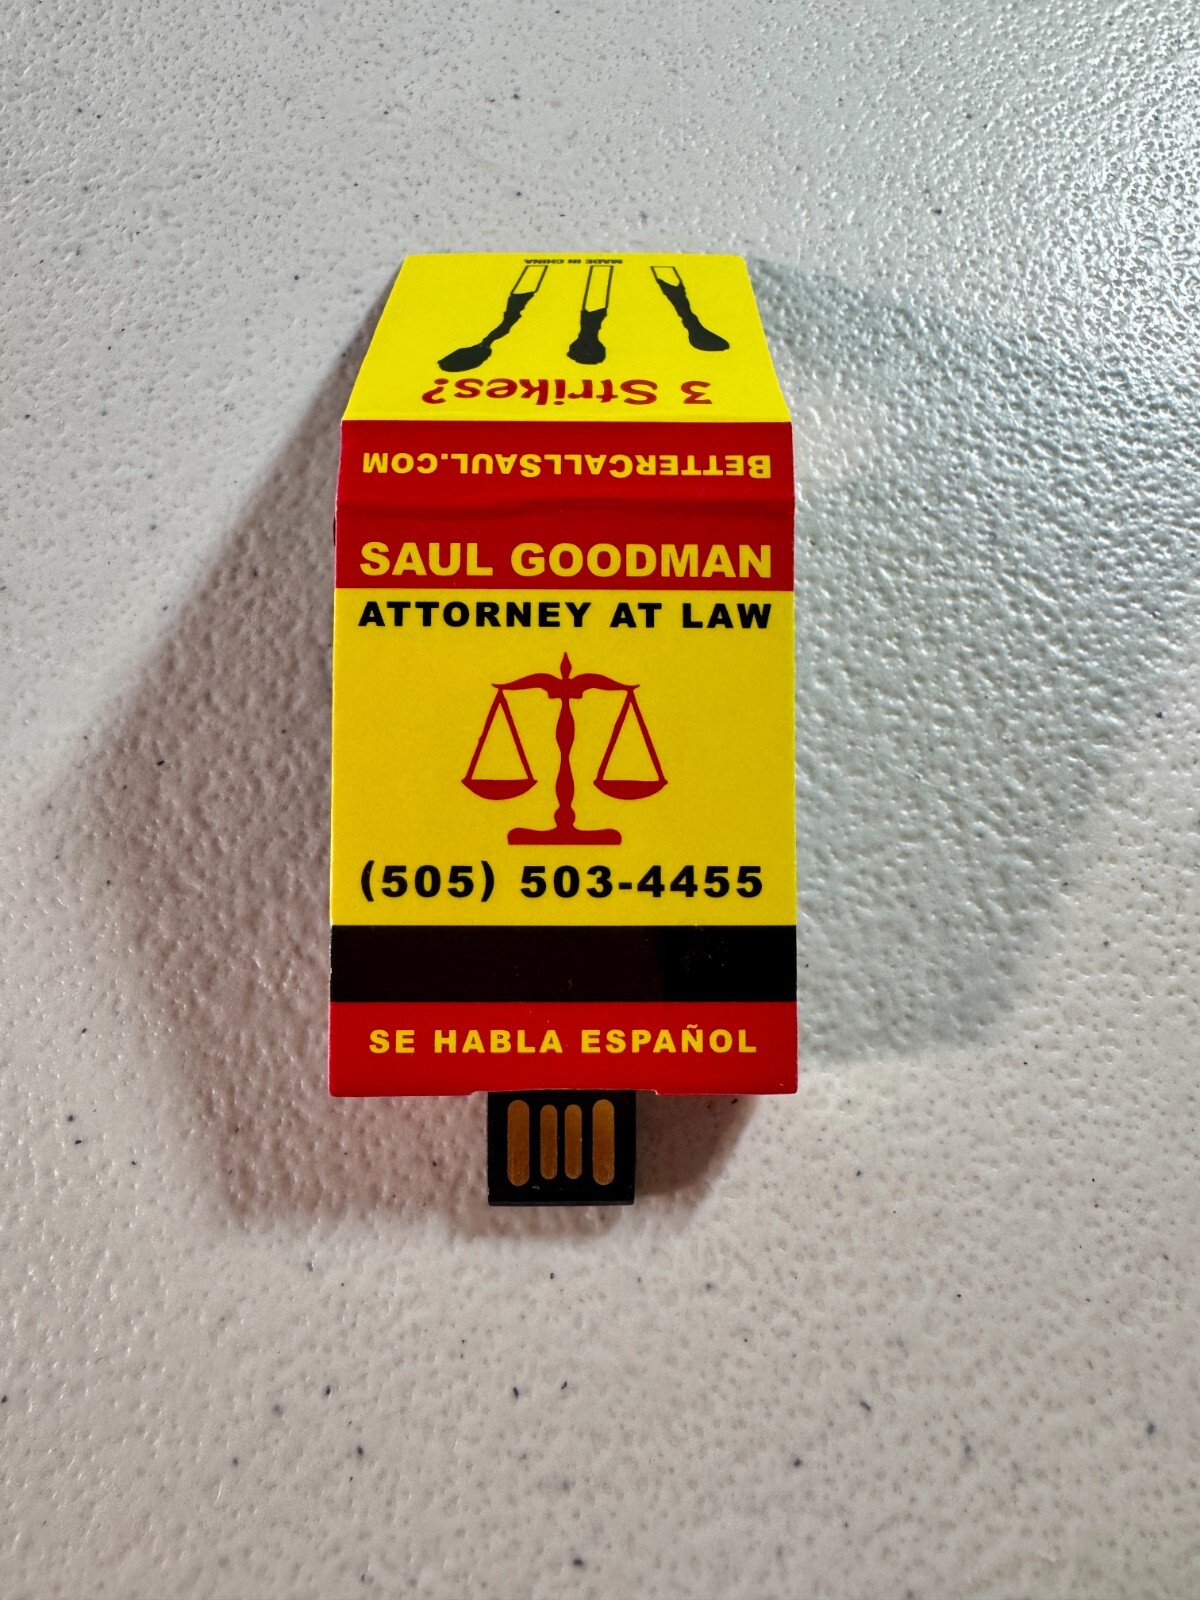 MADE IN CHINA
3 Strikes?
BETTERCALLSAUL.COM
SAUL GOODMAN
ATTORNEY AT LAW
(505) 503-4455
SE HABLA ESPAÑOL